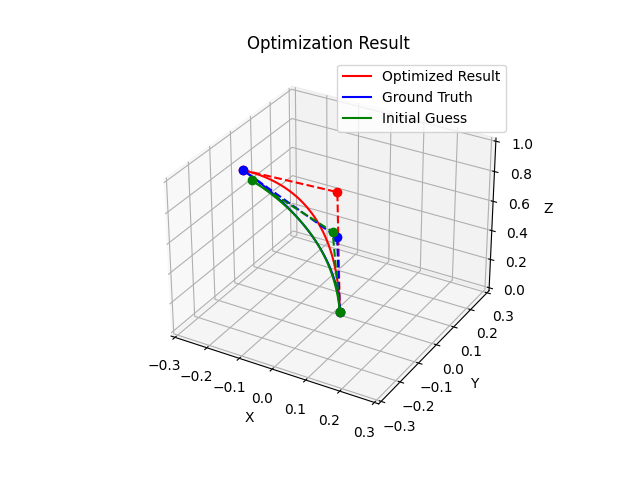 Optimization Result
Optimized Result
Ground Truth
Initial Guess
1.0
0.8
Z
0.6
0.4
0.2
0.0
0.3
0.2
0.1
0.0
Y
−0.1
−0.2
−0.3
−0.3
−0.2
−0.1
0.0
0.1
0.2
0.3
X